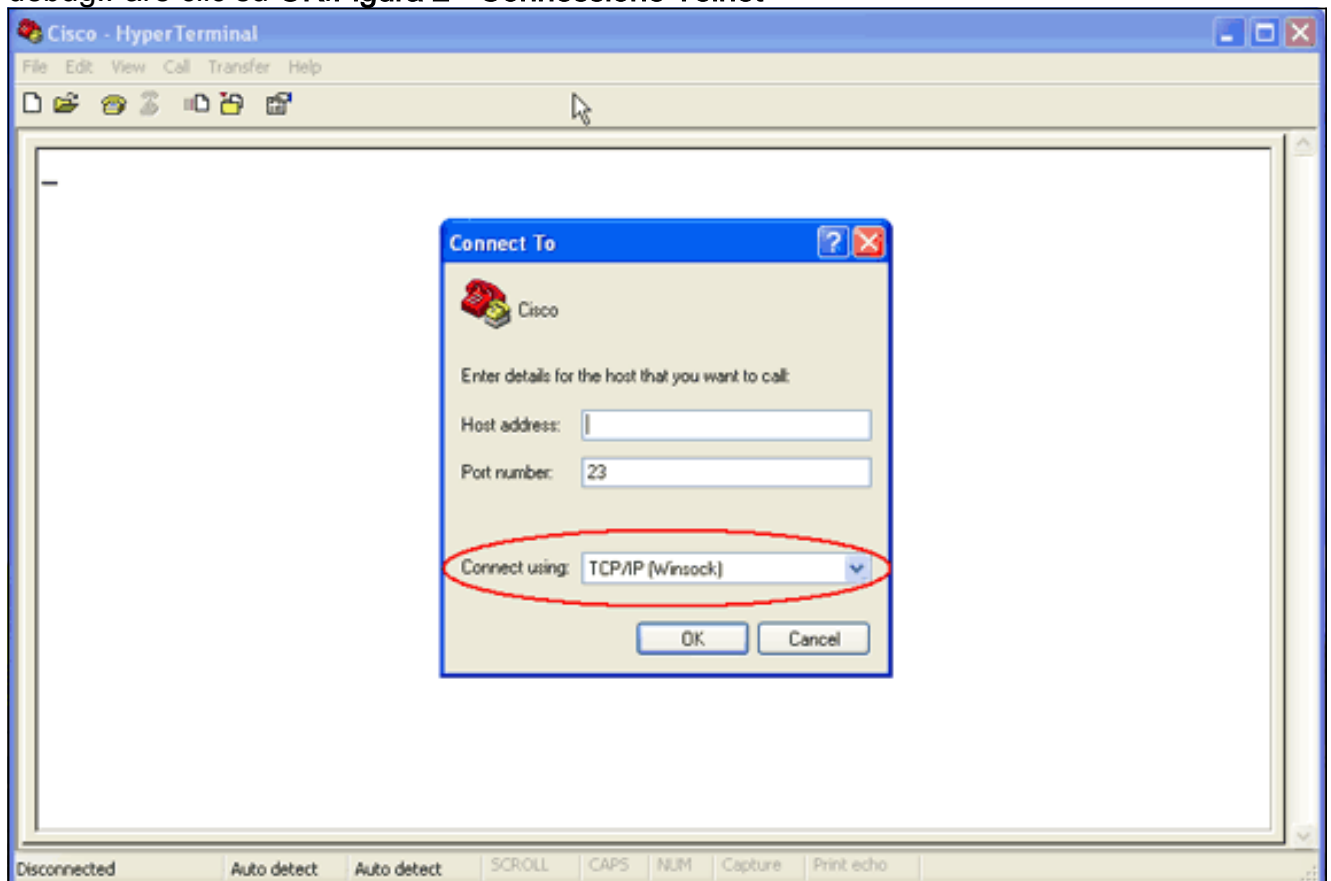 Cisco - HyperTerminal
File Edit View Call Transfer Help
Connect To
Cisco
Enter details for the host that you want to call:
Host address:
Port number: 23
Connect using: TCP/IP (Winsock)
OK Cancel
Disconnected Auto detect Auto detect SCROLL CAPS NUM Capture Print echo